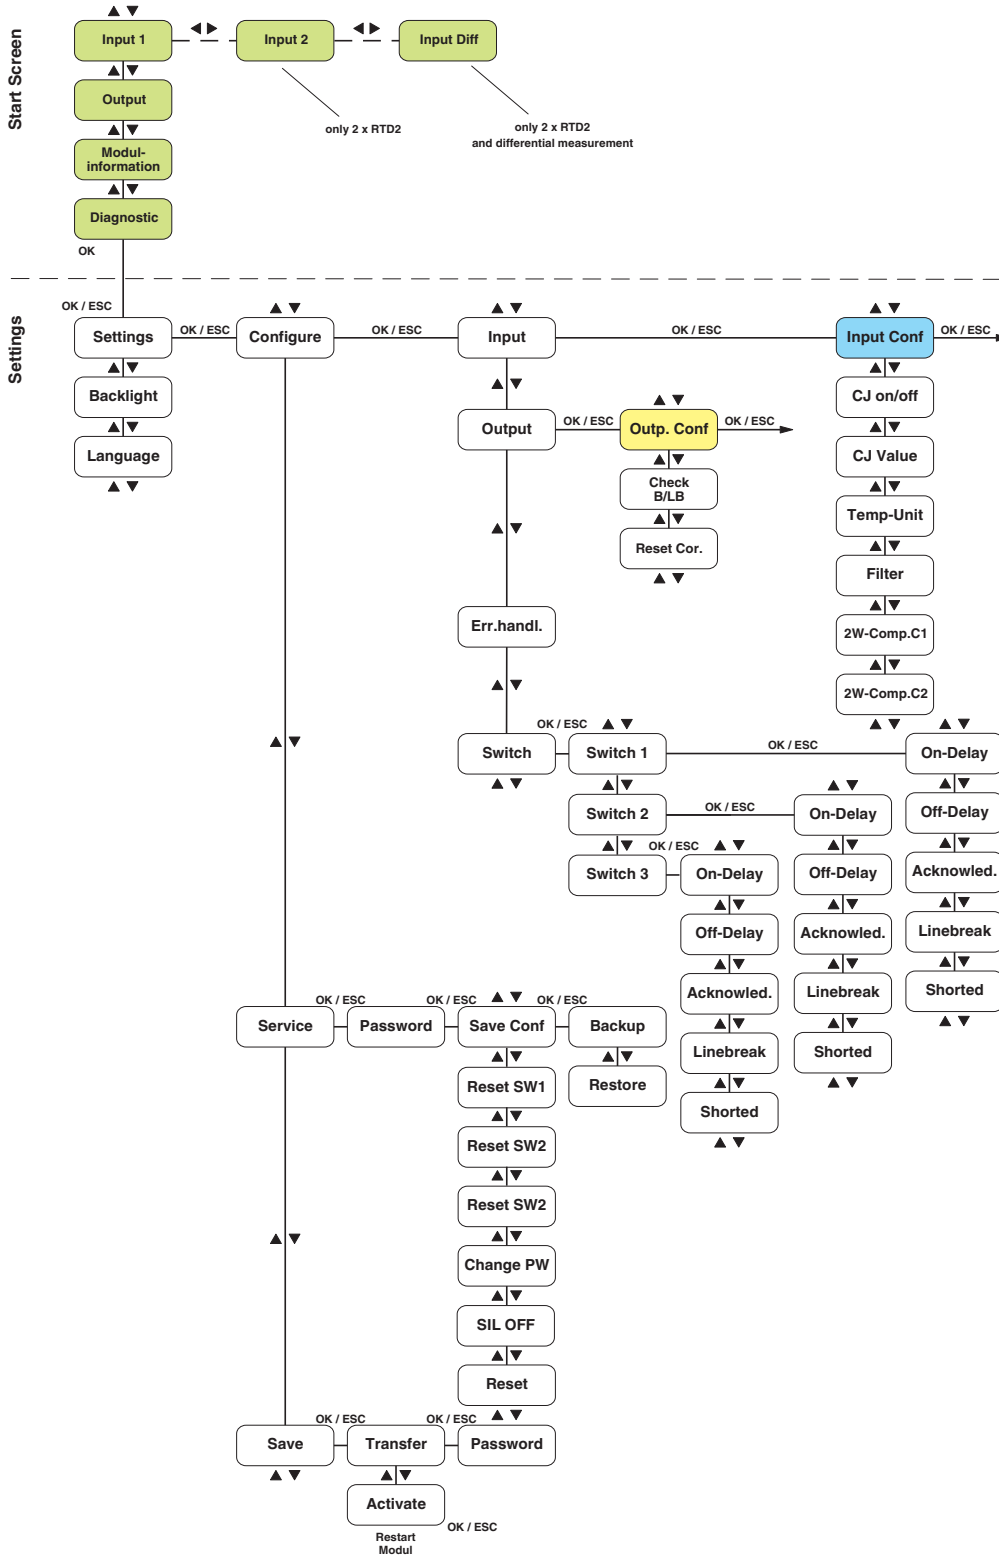 Start Screen
Input 1
Input 2
Input Diff
only 2 x RTD2
only 2 x RTD2
and differential measurement
Output
Modul-
information
Diagnostic
OK
Settings
OK / ESC
Settings
OK / ESC
Configure
OK / ESC
Input
OK / ESC
Input Conf
OK / ESC
Backlight
Language
Output
OK / ESC
Outp. Conf
OK / ESC
Check
B/LB
Reset Cor.
CJ on/off
CJ Value
Temp-Unit
Filter
2W-Comp.C1
2W-Comp.C2
Err.handl.
Switch
OK / ESC
Switch 1
OK / ESC
On-Delay
Off-Delay
Acknowled.
Linebreak
Shorted
Switch 2
OK / ESC
On-Delay
Off-Delay
Acknowled.
Linebreak
Shorted
Switch 3
OK / ESC
On-Delay
Off-Delay
Acknowled.
Linebreak
Shorted
Service
OK / ESC
Password
OK / ESC
Save Conf
OK / ESC
Backup
Restore
Reset SW1
Reset SW2
Reset SW2
Change PW
SIL OFF
Reset
Save
OK / ESC
Transfer
OK / ESC
Password
Activate
OK / ESC
Restart
Modul